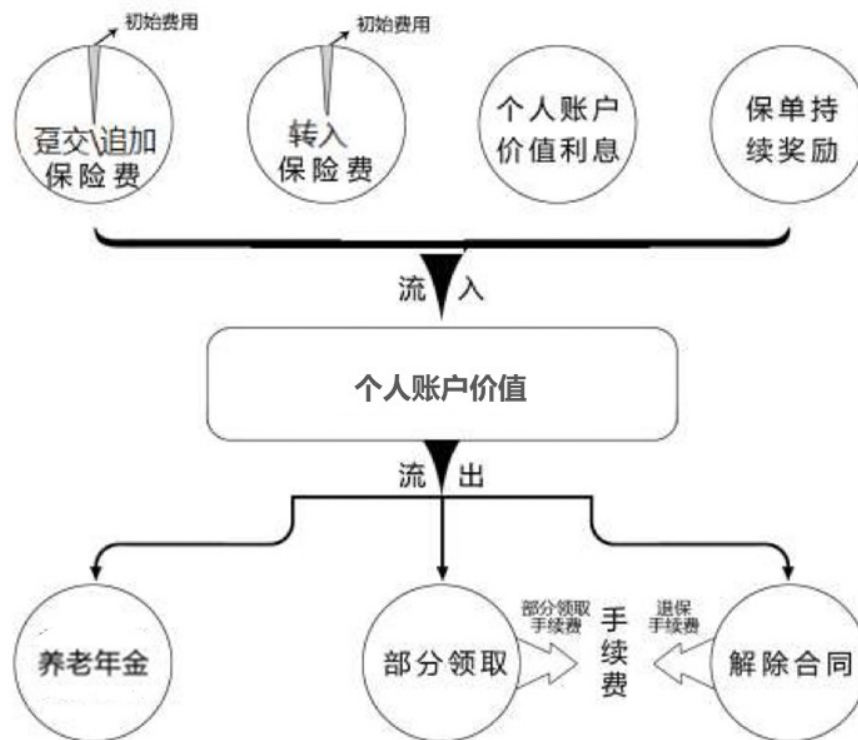 初始费用
初始费用
趸交\追加
保险费
转入
保险费
个人账户
价值利息
保单持
续奖励
流入
个人账户价值
流出
养老年金
部分领取
部分领取
手续费
手续费
退保
手续费
解除合同